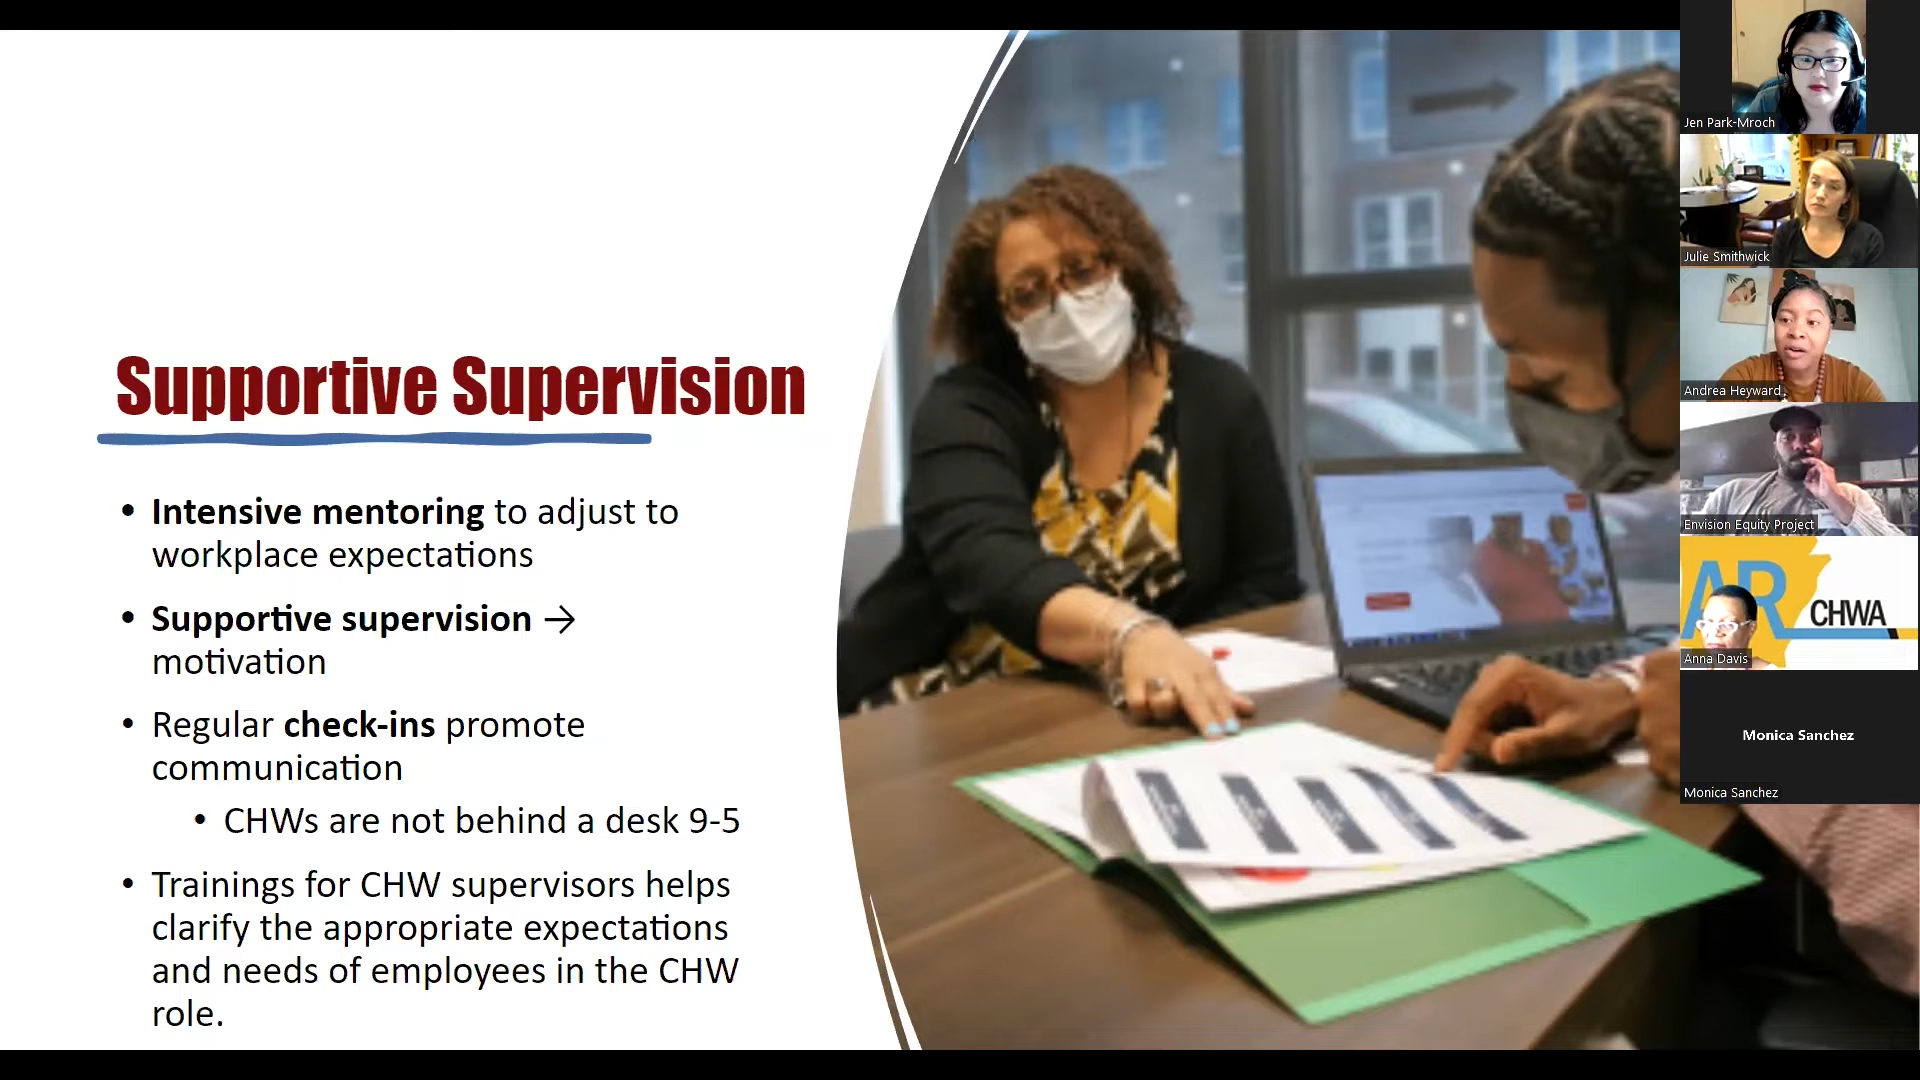 Supportive Supervision
• Intensive mentoring to adjust to
workplace expectations
• Supportive supervision →
motivation
• Regular check-ins promote
communication
• CHWs are not behind a desk 9-5
• Trainings for CHW supervisors helps
clarify the appropriate expectations
and needs of employees in the CHW
role.
Jen Park-Mroch
Julie Smithwick
Andrea Heyward
Envision Equity Project
AR
CHWA
Anna Davis
Monica Sanchez
Monica Sanchez